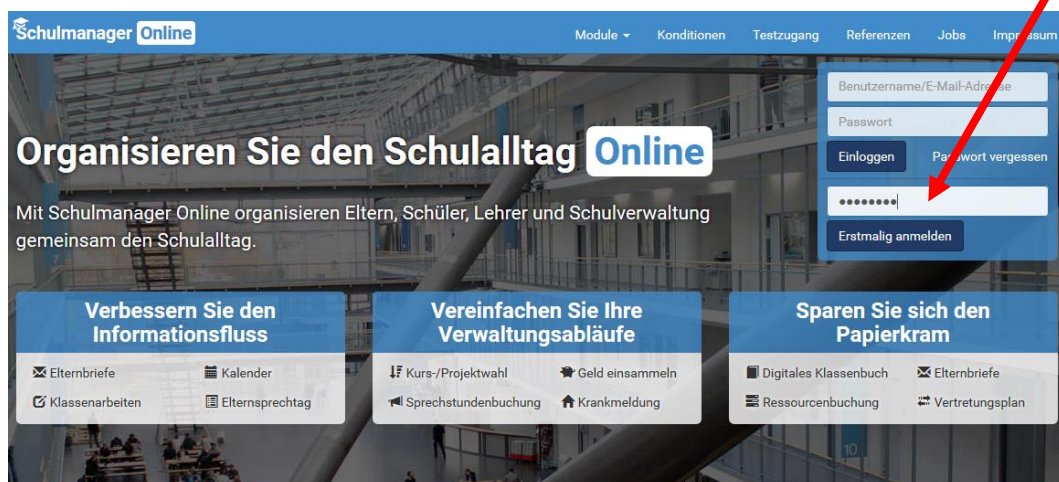 Schulmanager Online
Module Konditionen Testzugang Referenzen Jobs Impressum
Benutzername/E-Mail-Adresse
Passwort
Einloggen Passwort vergessen
••••••••
Erstmalig anmelden
Organisieren Sie den Schulalltag Online
Mit Schulmanager Online organisieren Eltern, Schüler, Lehrer und Schulverwaltung
gemeinsam den Schulalltag.
Verbessern Sie den
Informationsfluss
Elternbriefe Kalender
Klassenarbeiten Elternsprechtag
Vereinfachen Sie Ihre
Verwaltungsabläufe
Kurs-/Projektwahl Geld einsammeln
Sprechstundenbuchung Krankmeldung
Sparen Sie sich den
Papierkram
Digitales Klassenbuch Elternbriefe
Ressourcenbuchung Vertretungsplan
7
7
10